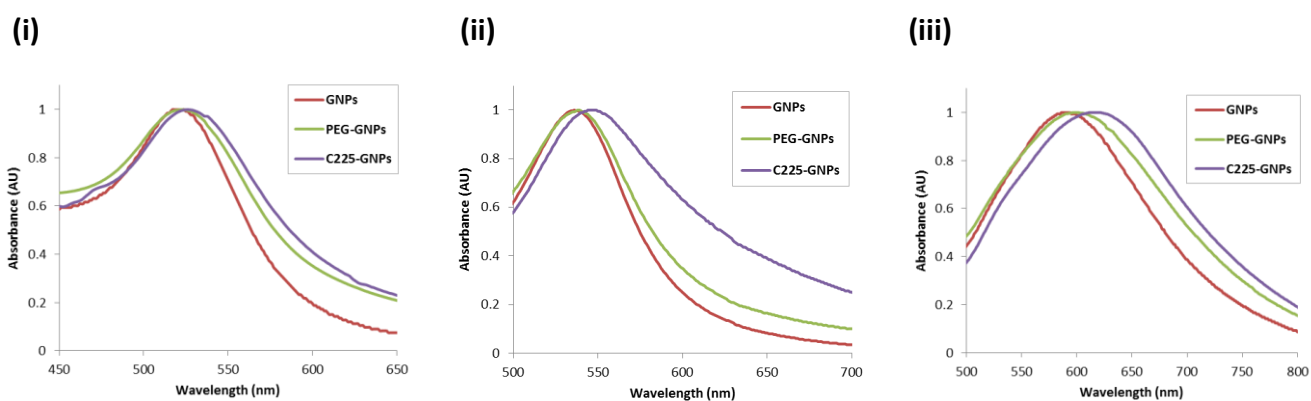 (i)
(ii)
(iii)
GNPs
PEG-GNPs
C225-GNPs
Absorbance (AU)
1
0.8
0.6
0.4
0.2
0
450 500 550 600 650
Wavelength (nm)
GNPs
PEG-GNPs
C225-GNPs
Absorbance (AU)
1
0.8
0.6
0.4
0.2
0
500 550 600 650 700
Wavelength (nm)
GNPs
PEG-GNPs
C225-GNPs
Absorbance (AU)
1
0.8
0.6
0.4
0.2
0
500 550 600 650 700 750 800
Wavelength (nm)